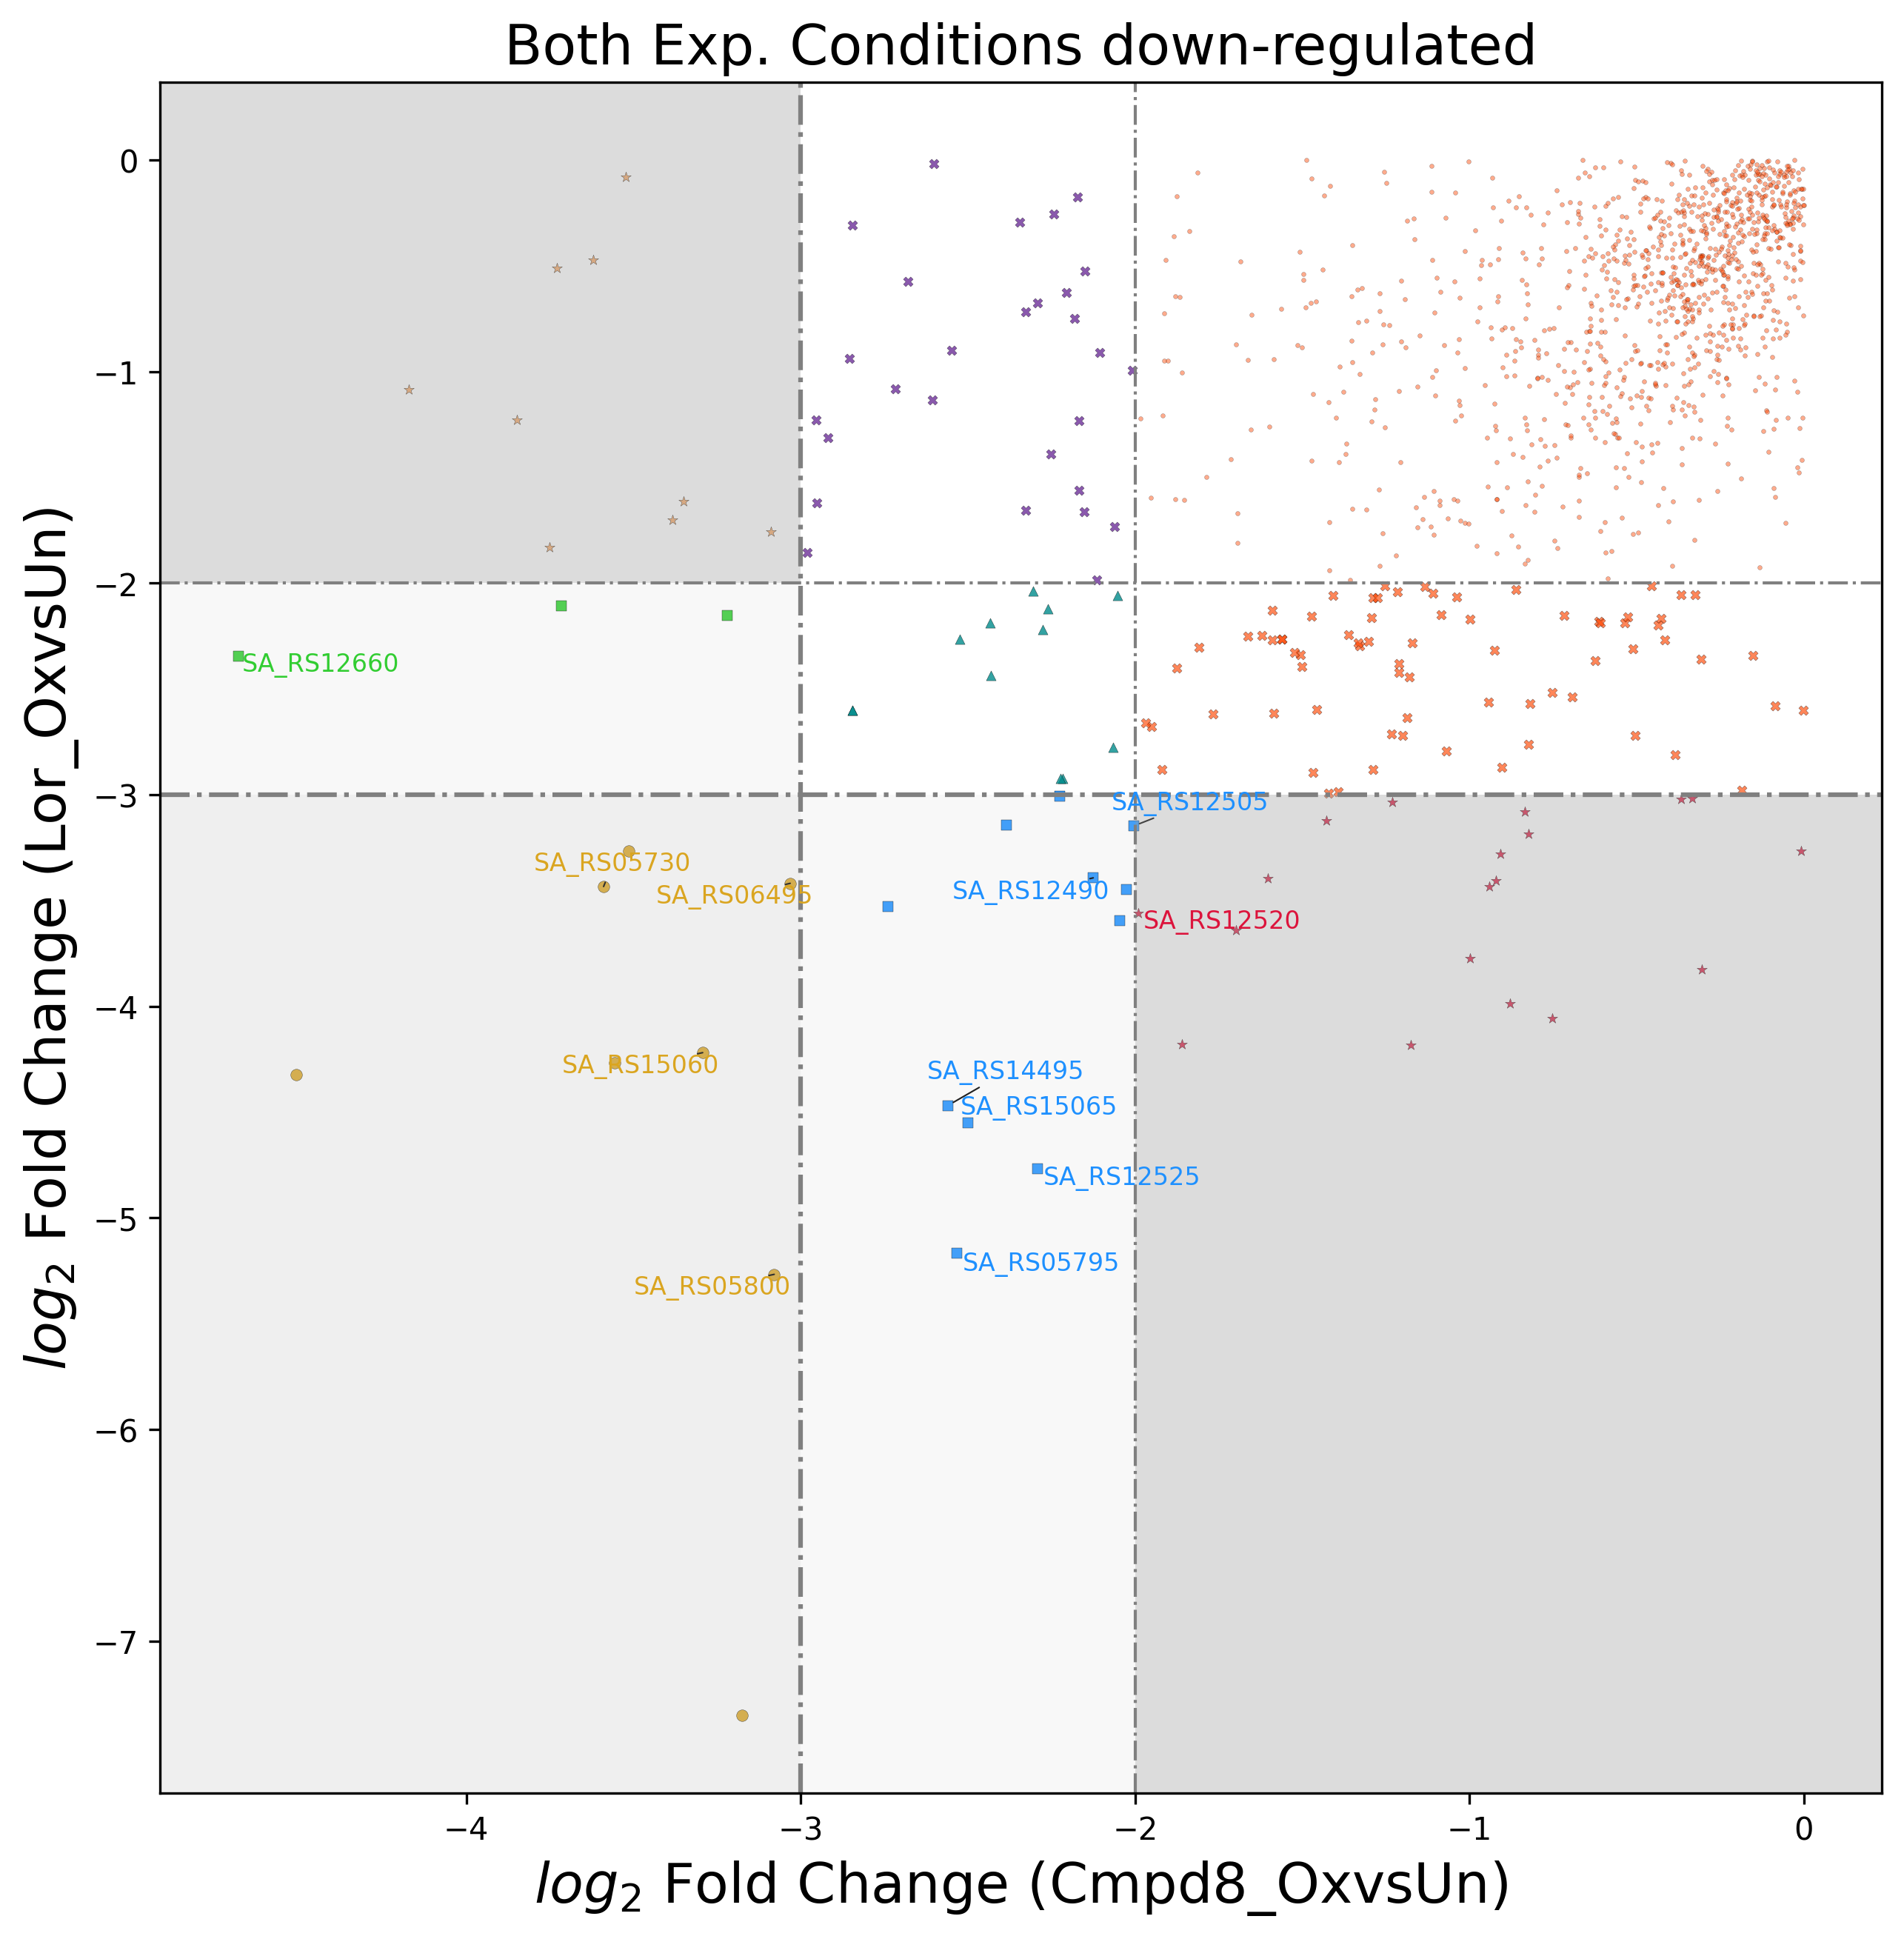 Both Exp. Conditions down-regulated
log2 Fold Change (Lor_OxvsUn)
0
−1
−2
−3
−4
−5
−6
−7
SA_RS12660
SA_RS12505
SA_RS05730
SA_RS06495
SA_RS12490
SA_RS12520
SA_RS15060
SA_RS14495
SA_RS15065
SA_RS12525
SA_RS05795
SA_RS05800
−4
−3
−2
−1
0
log2 Fold Change (Cmpd8_OxvsUn)